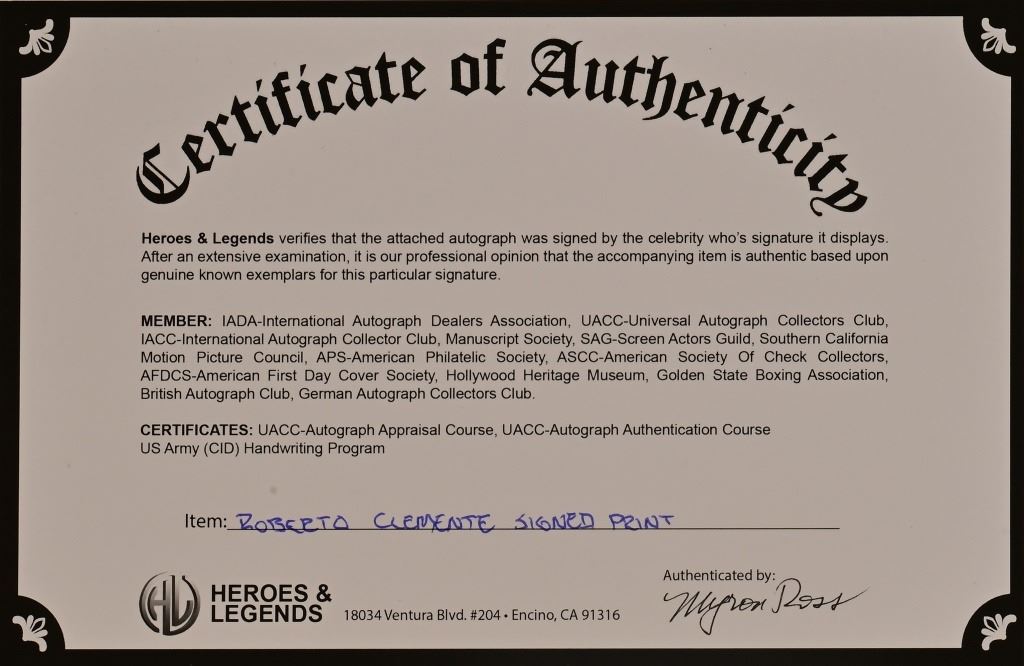 Certificate of Authenticity
Heroes & Legends verifies that the attached autograph was signed by the celebrity who's signature it displays.
After an extensive examination, it is our professional opinion that the accompanying item is authentic based upon
genuine known exemplars for this particular signature.
MEMBER: IADA-International Autograph Dealers Association, UACC-Universal Autograph Collectors Club,
IACC-International Autograph Collector Club, Manuscript Society, SAG-Screen Actors Guild, Southern California
Motion Picture Council, APS-American Philatelic Society, ASCC-American Society Of Check Collectors,
AFDCS-American First Day Cover Society, Hollywood Heritage Museum, Golden State Boxing Association,
British Autograph Club, German Autograph Collectors Club.
CERTIFICATES: UACC-Autograph Appraisal Course, UACC-Autograph Authentication Course
US Army (CID) Handwriting Program
Item: ROBERTO CLEMENTE SIGNED PRINT
HL HEROES &
LEGENDS
18034 Ventura Blvd. #204 • Encino, CA 91316
Authenticated by:
Myron Ross